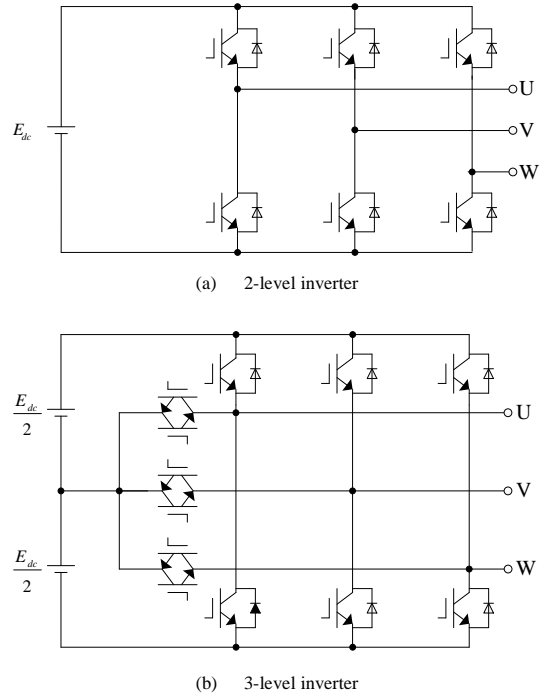 U
V
E_dc
W
(a) 2-level inverter
E_dc
2
U
V
E_dc
2
W
(b) 3-level inverter